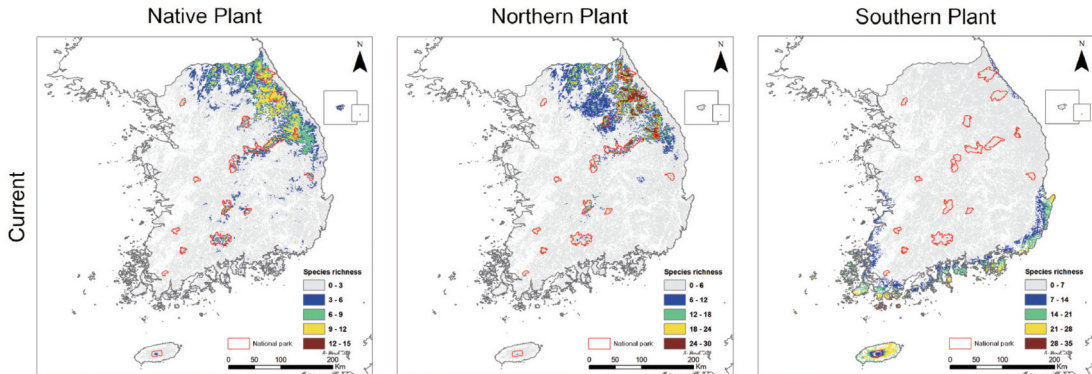 Native Plant
Northern Plant
Southern Plant
Current
N
Species richness
0 - 3
3 - 6
6 - 9
9 - 12
12 - 15
National park
0 50 100 200
Km
N
Species richness
0 - 6
6 - 12
12 - 18
18 - 24
24 - 30
National park
0 50 100 200
Km
N
Species richness
0 - 7
7 - 14
14 - 21
21 - 28
28 - 35
National park
0 50 100 200
Km